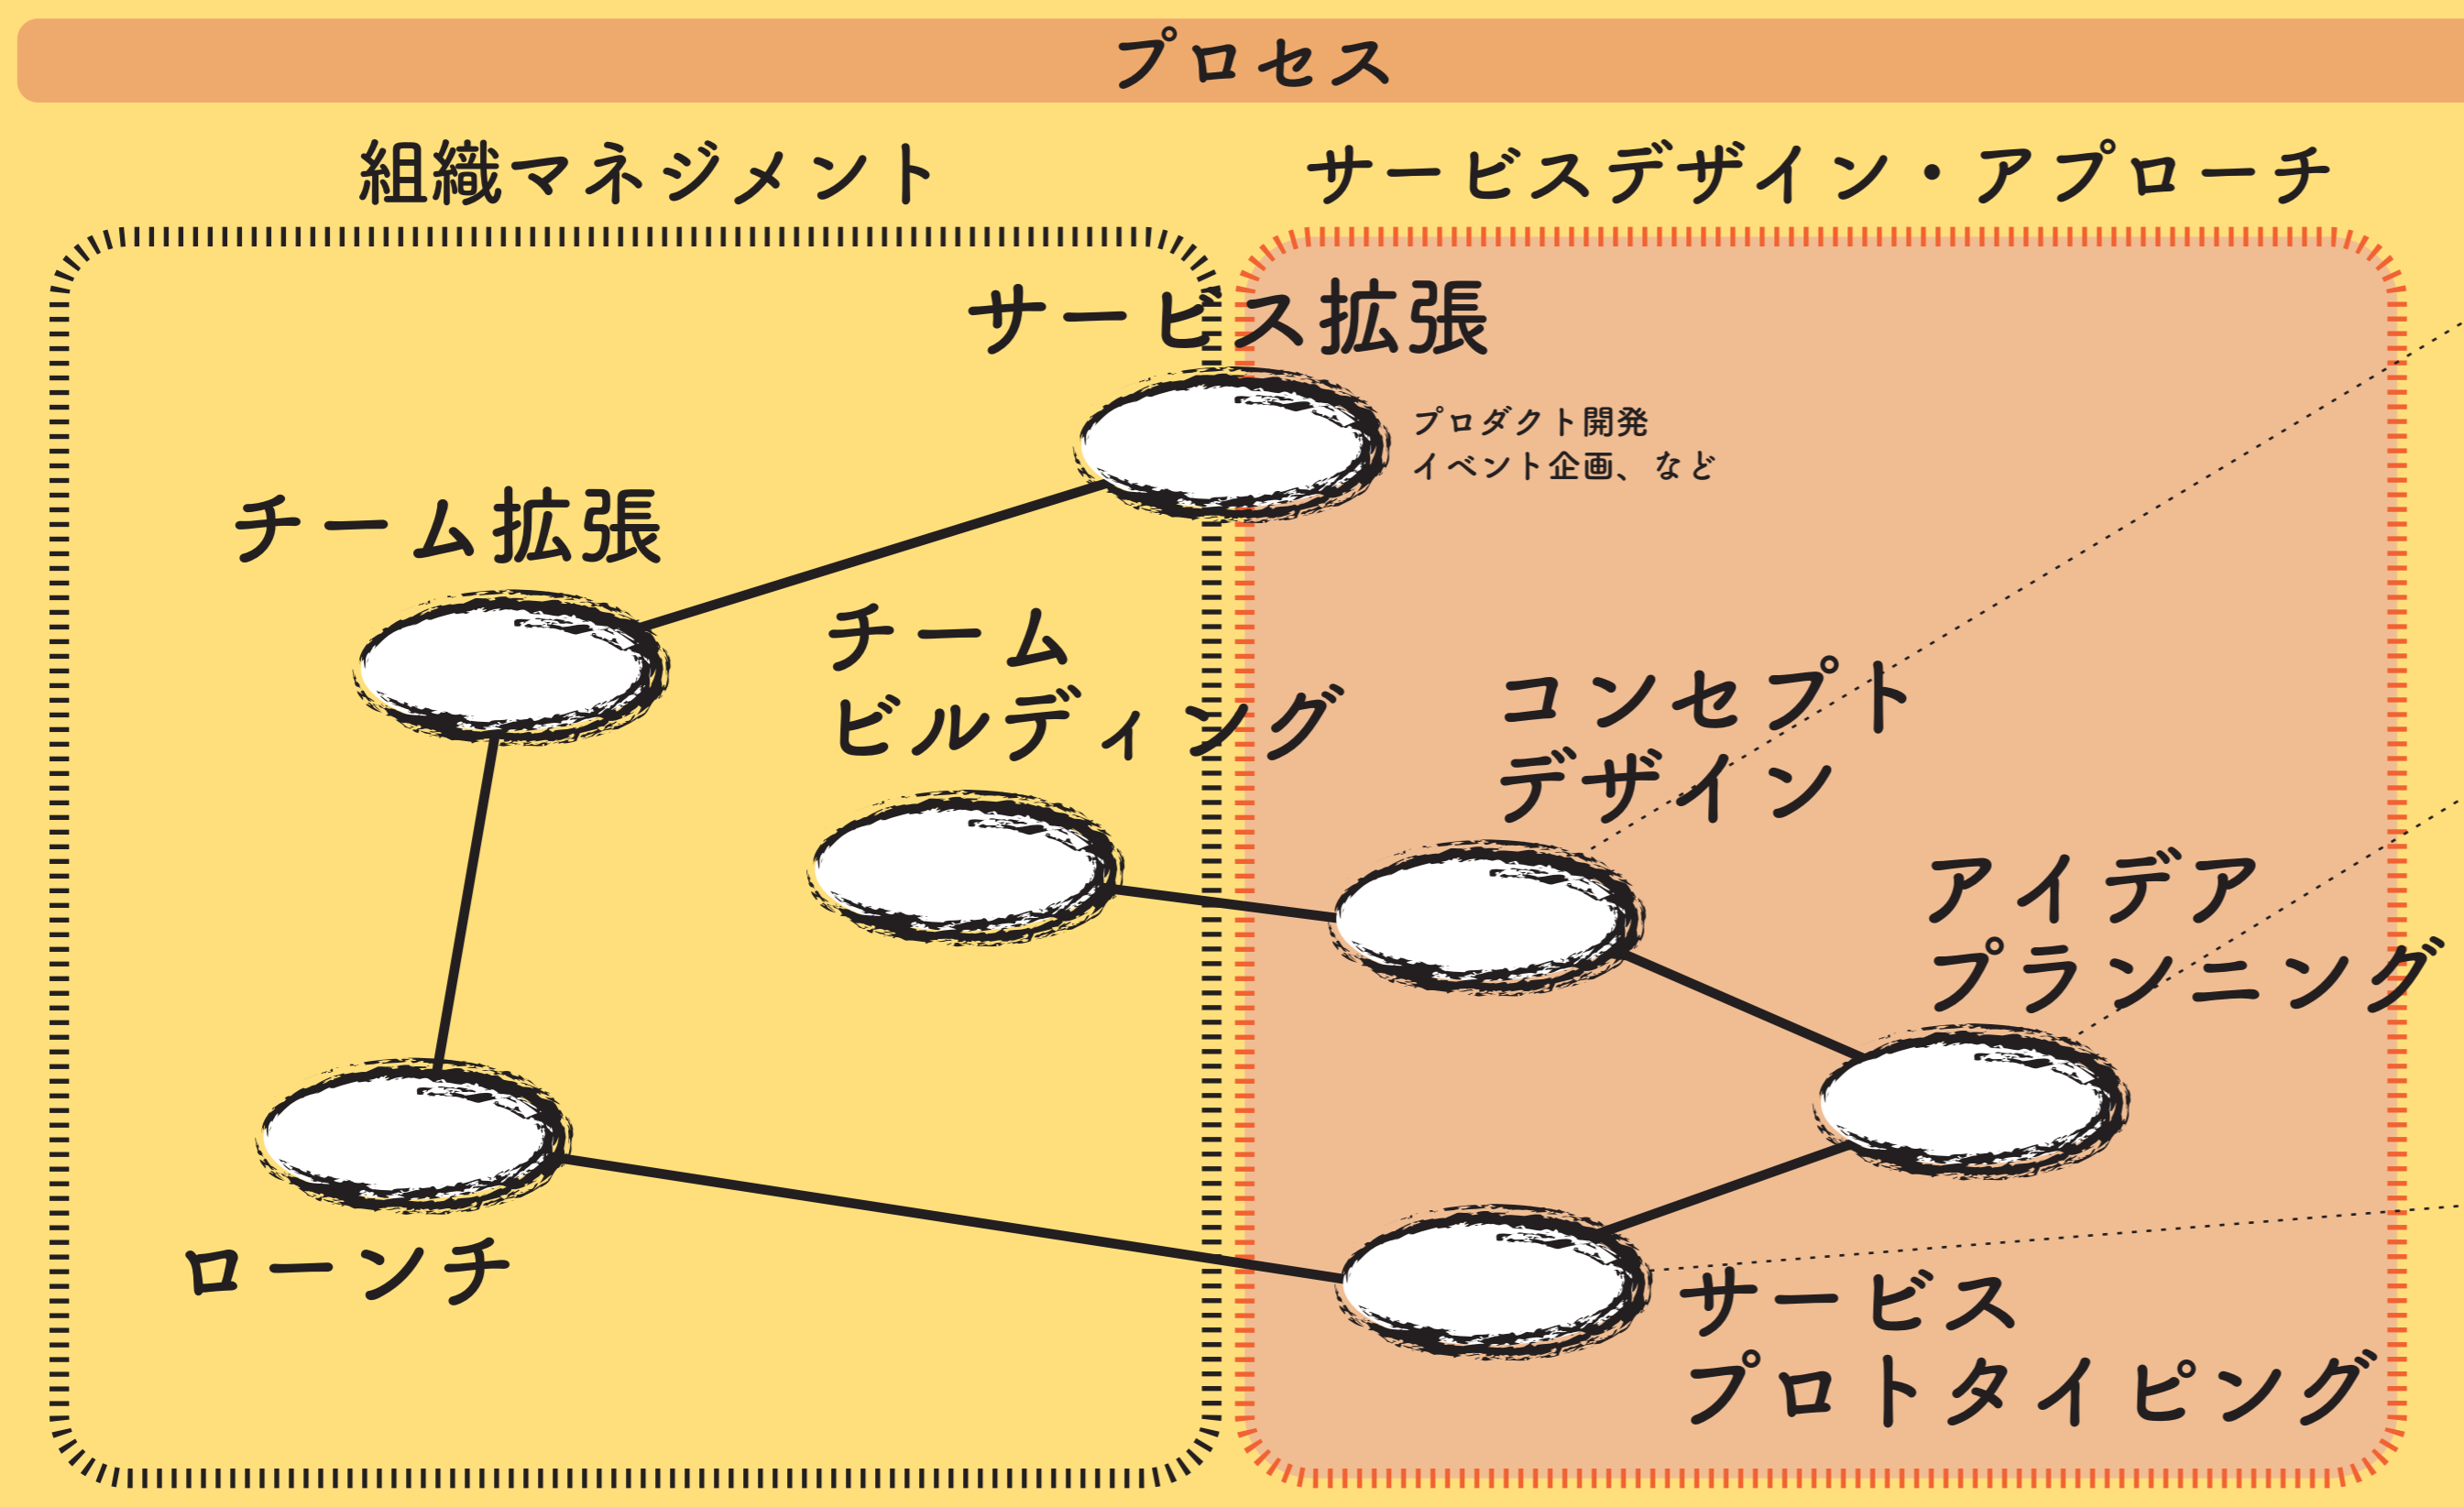 プロセス
組織マネジメント
サービスデザイン・アプローチ
サービス拡張
プロダクト開発
イベント企画、など
チーム拡張
チーム
ビルディング
コンセプト
デザイン
アイデア
プランニング
ローンチ
サービス
プロトタイピング